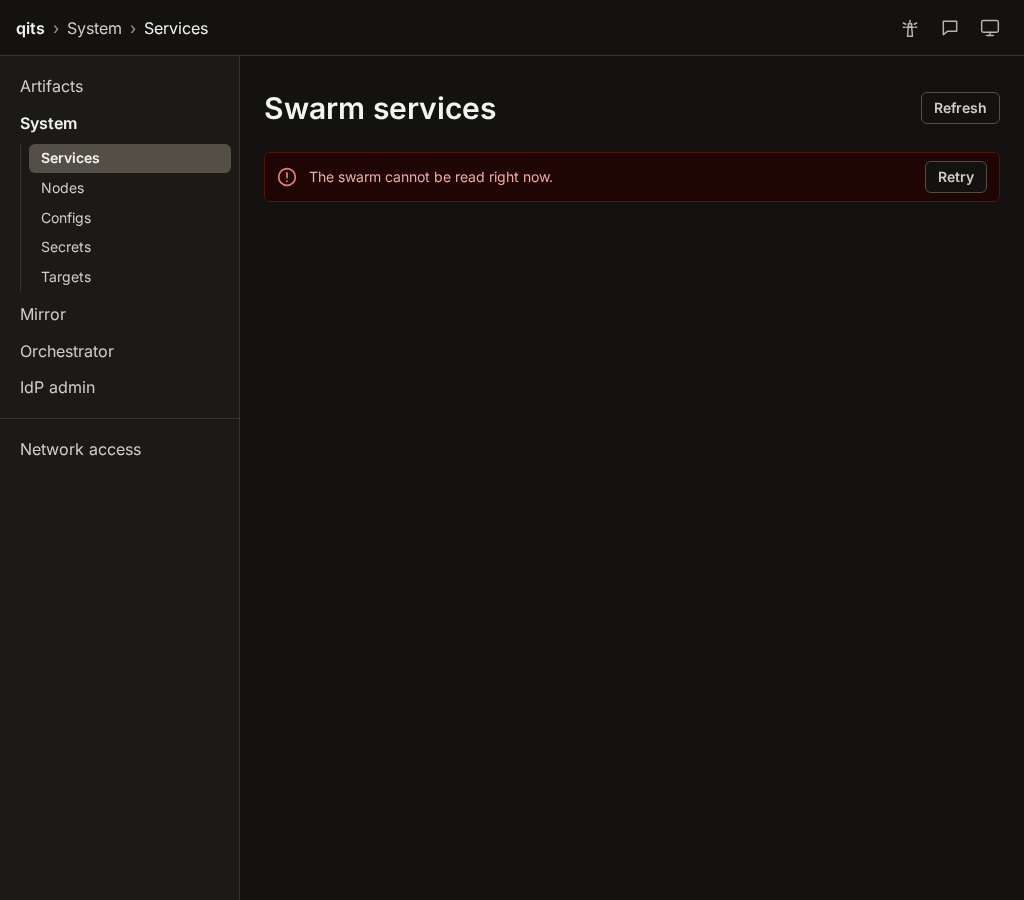 qits › System › Services
Artifacts
System
Services
Nodes
Configs
Secrets
Targets
Mirror
Orchestrator
IdP admin
Network access
Swarm services
Refresh
The swarm cannot be read right now.
Retry